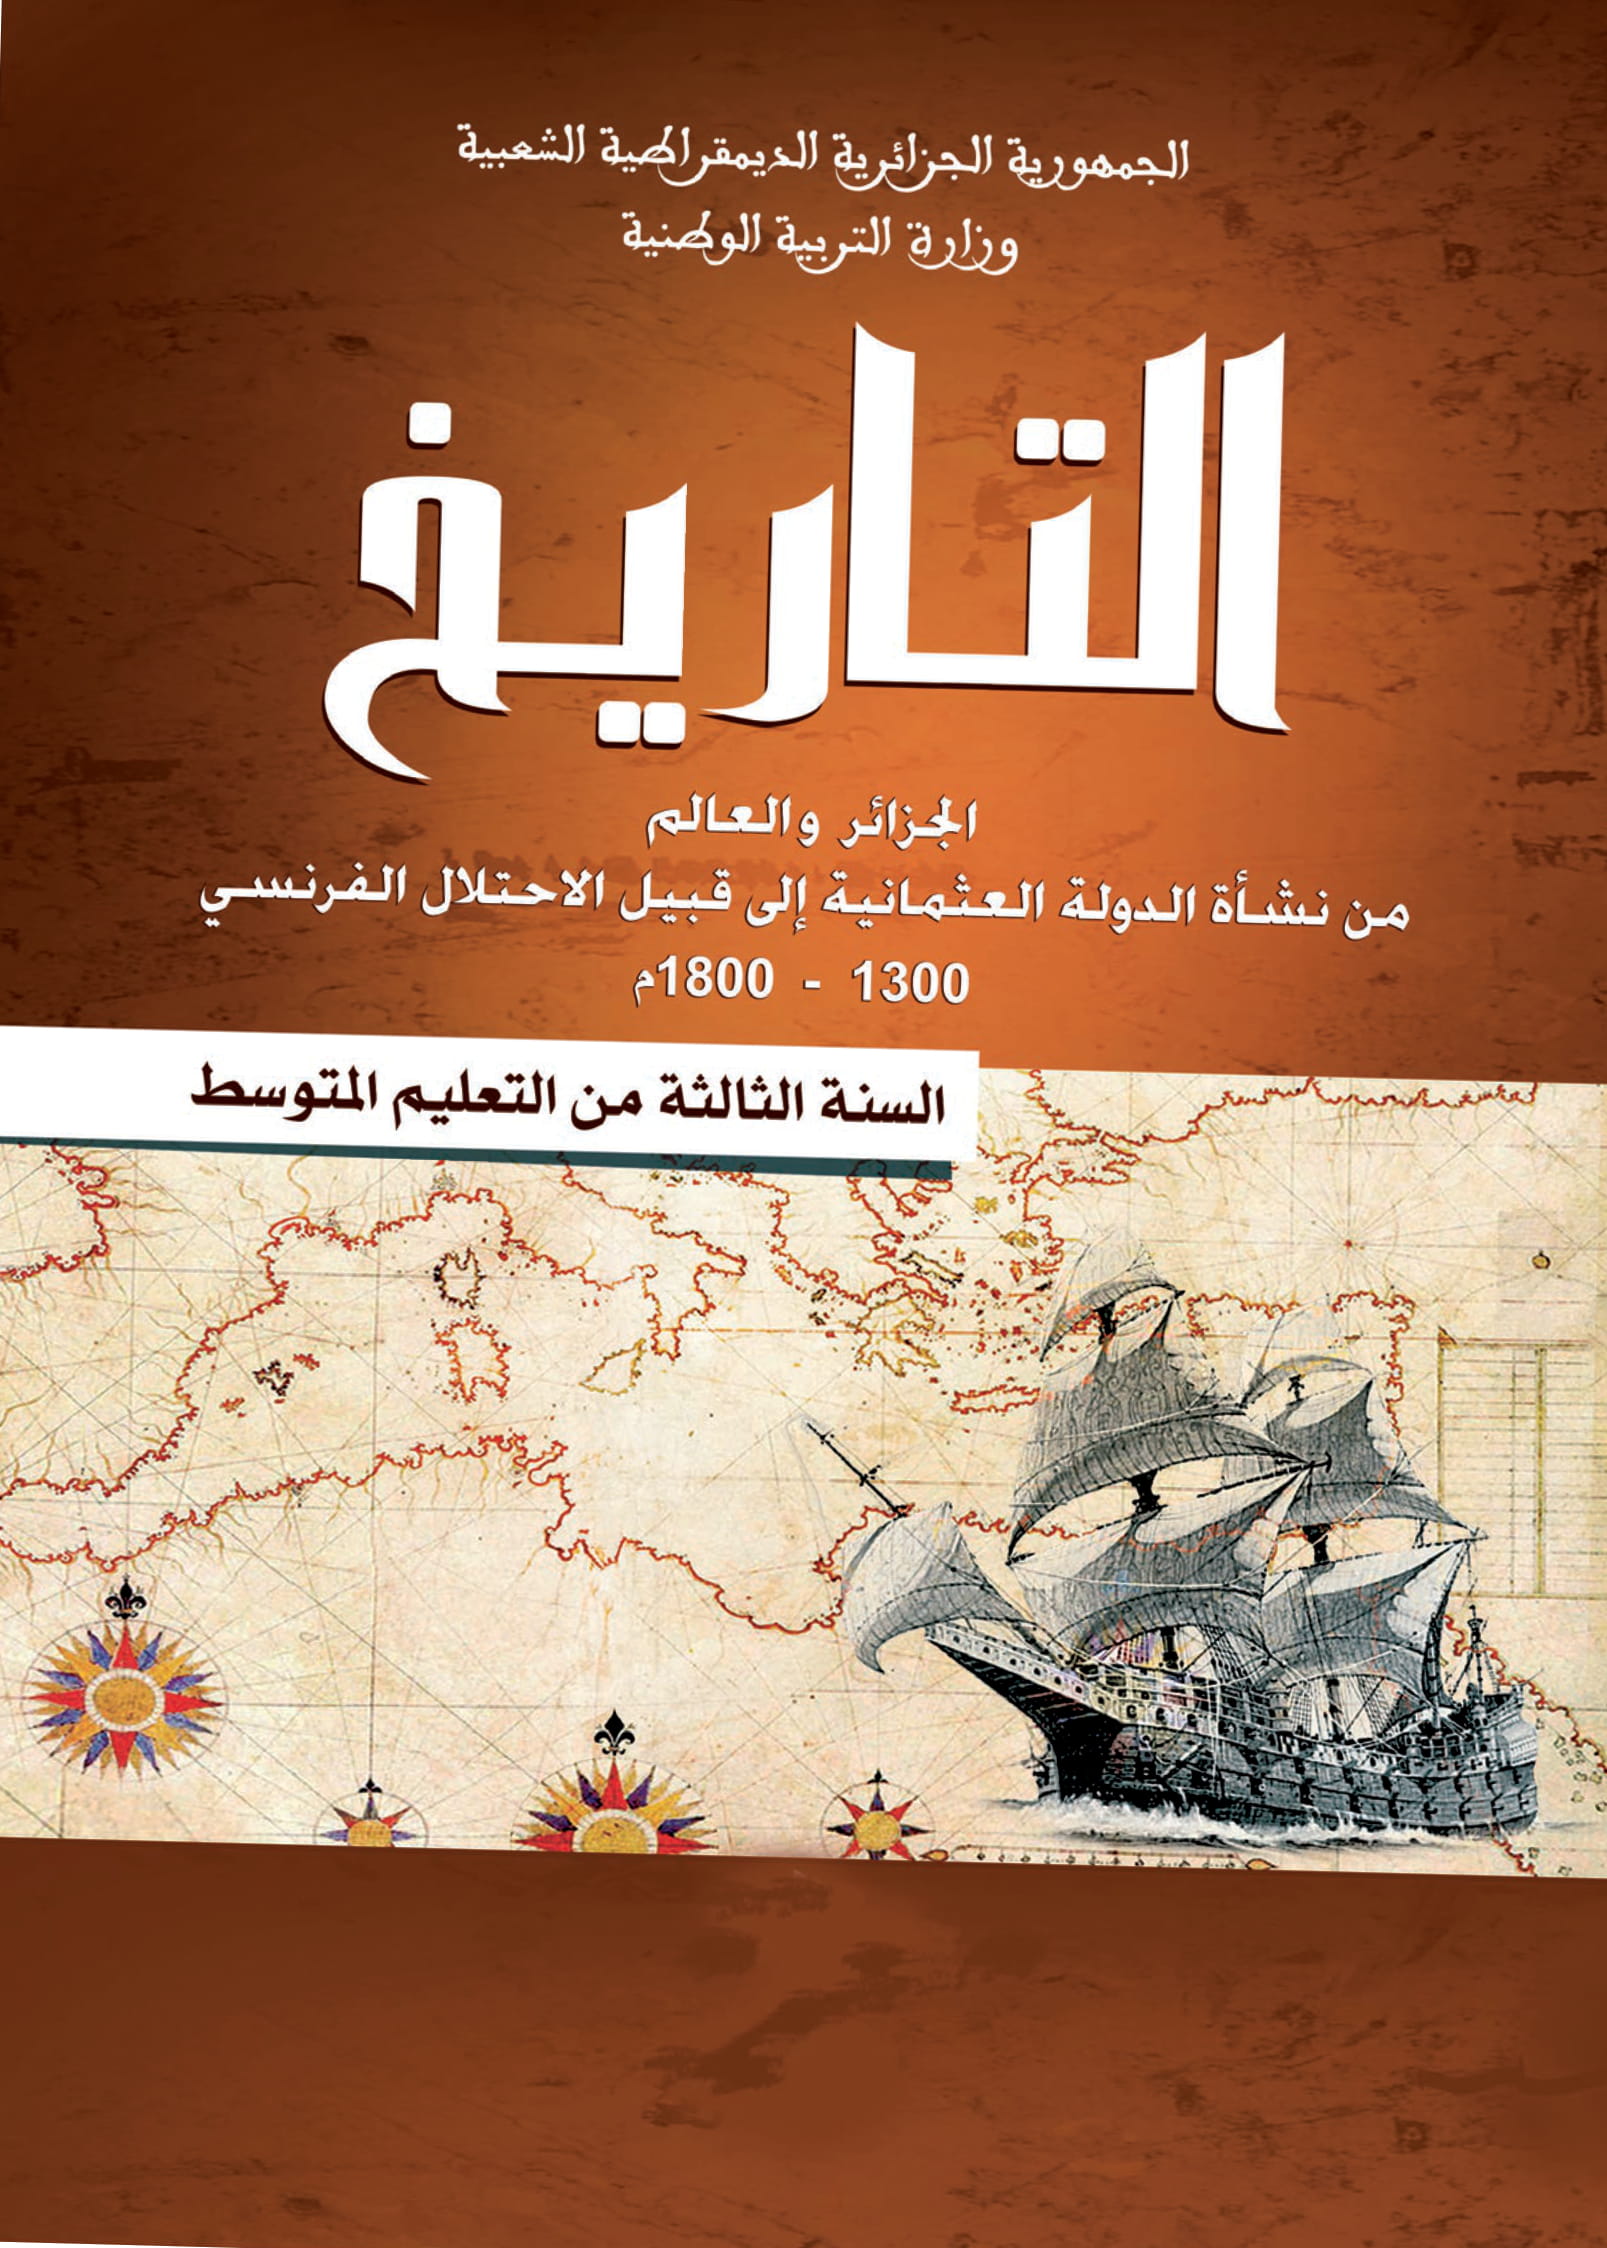 الجمهورية الجزائرية الديمقراطية الشعبية
وزارة التربية الوطنية
التاريخ
الجزائر والعالم
من نشأة الدولة العثمانية إلى قبيل الاحتلال الفرنسي
1300 - 1800م
السنة الثالثة من التعليم المتوسط